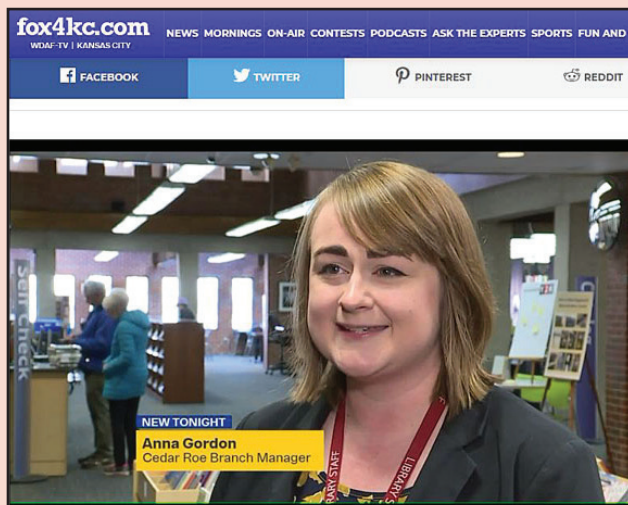 fox4kc.com
WDAF-TV | KANSAS CITY
NEWS MORNINGS ON-AIR CONTESTS PODCASTS ASK THE EXPERTS SPORTS FUN AND
FACEBOOK
TWITTER
PINTEREST
REDDIT
Self Check
NEW TONIGHT
Anna Gordon
Cedar Roe Branch Manager
LIBRARY STAFF
LIBRARY S